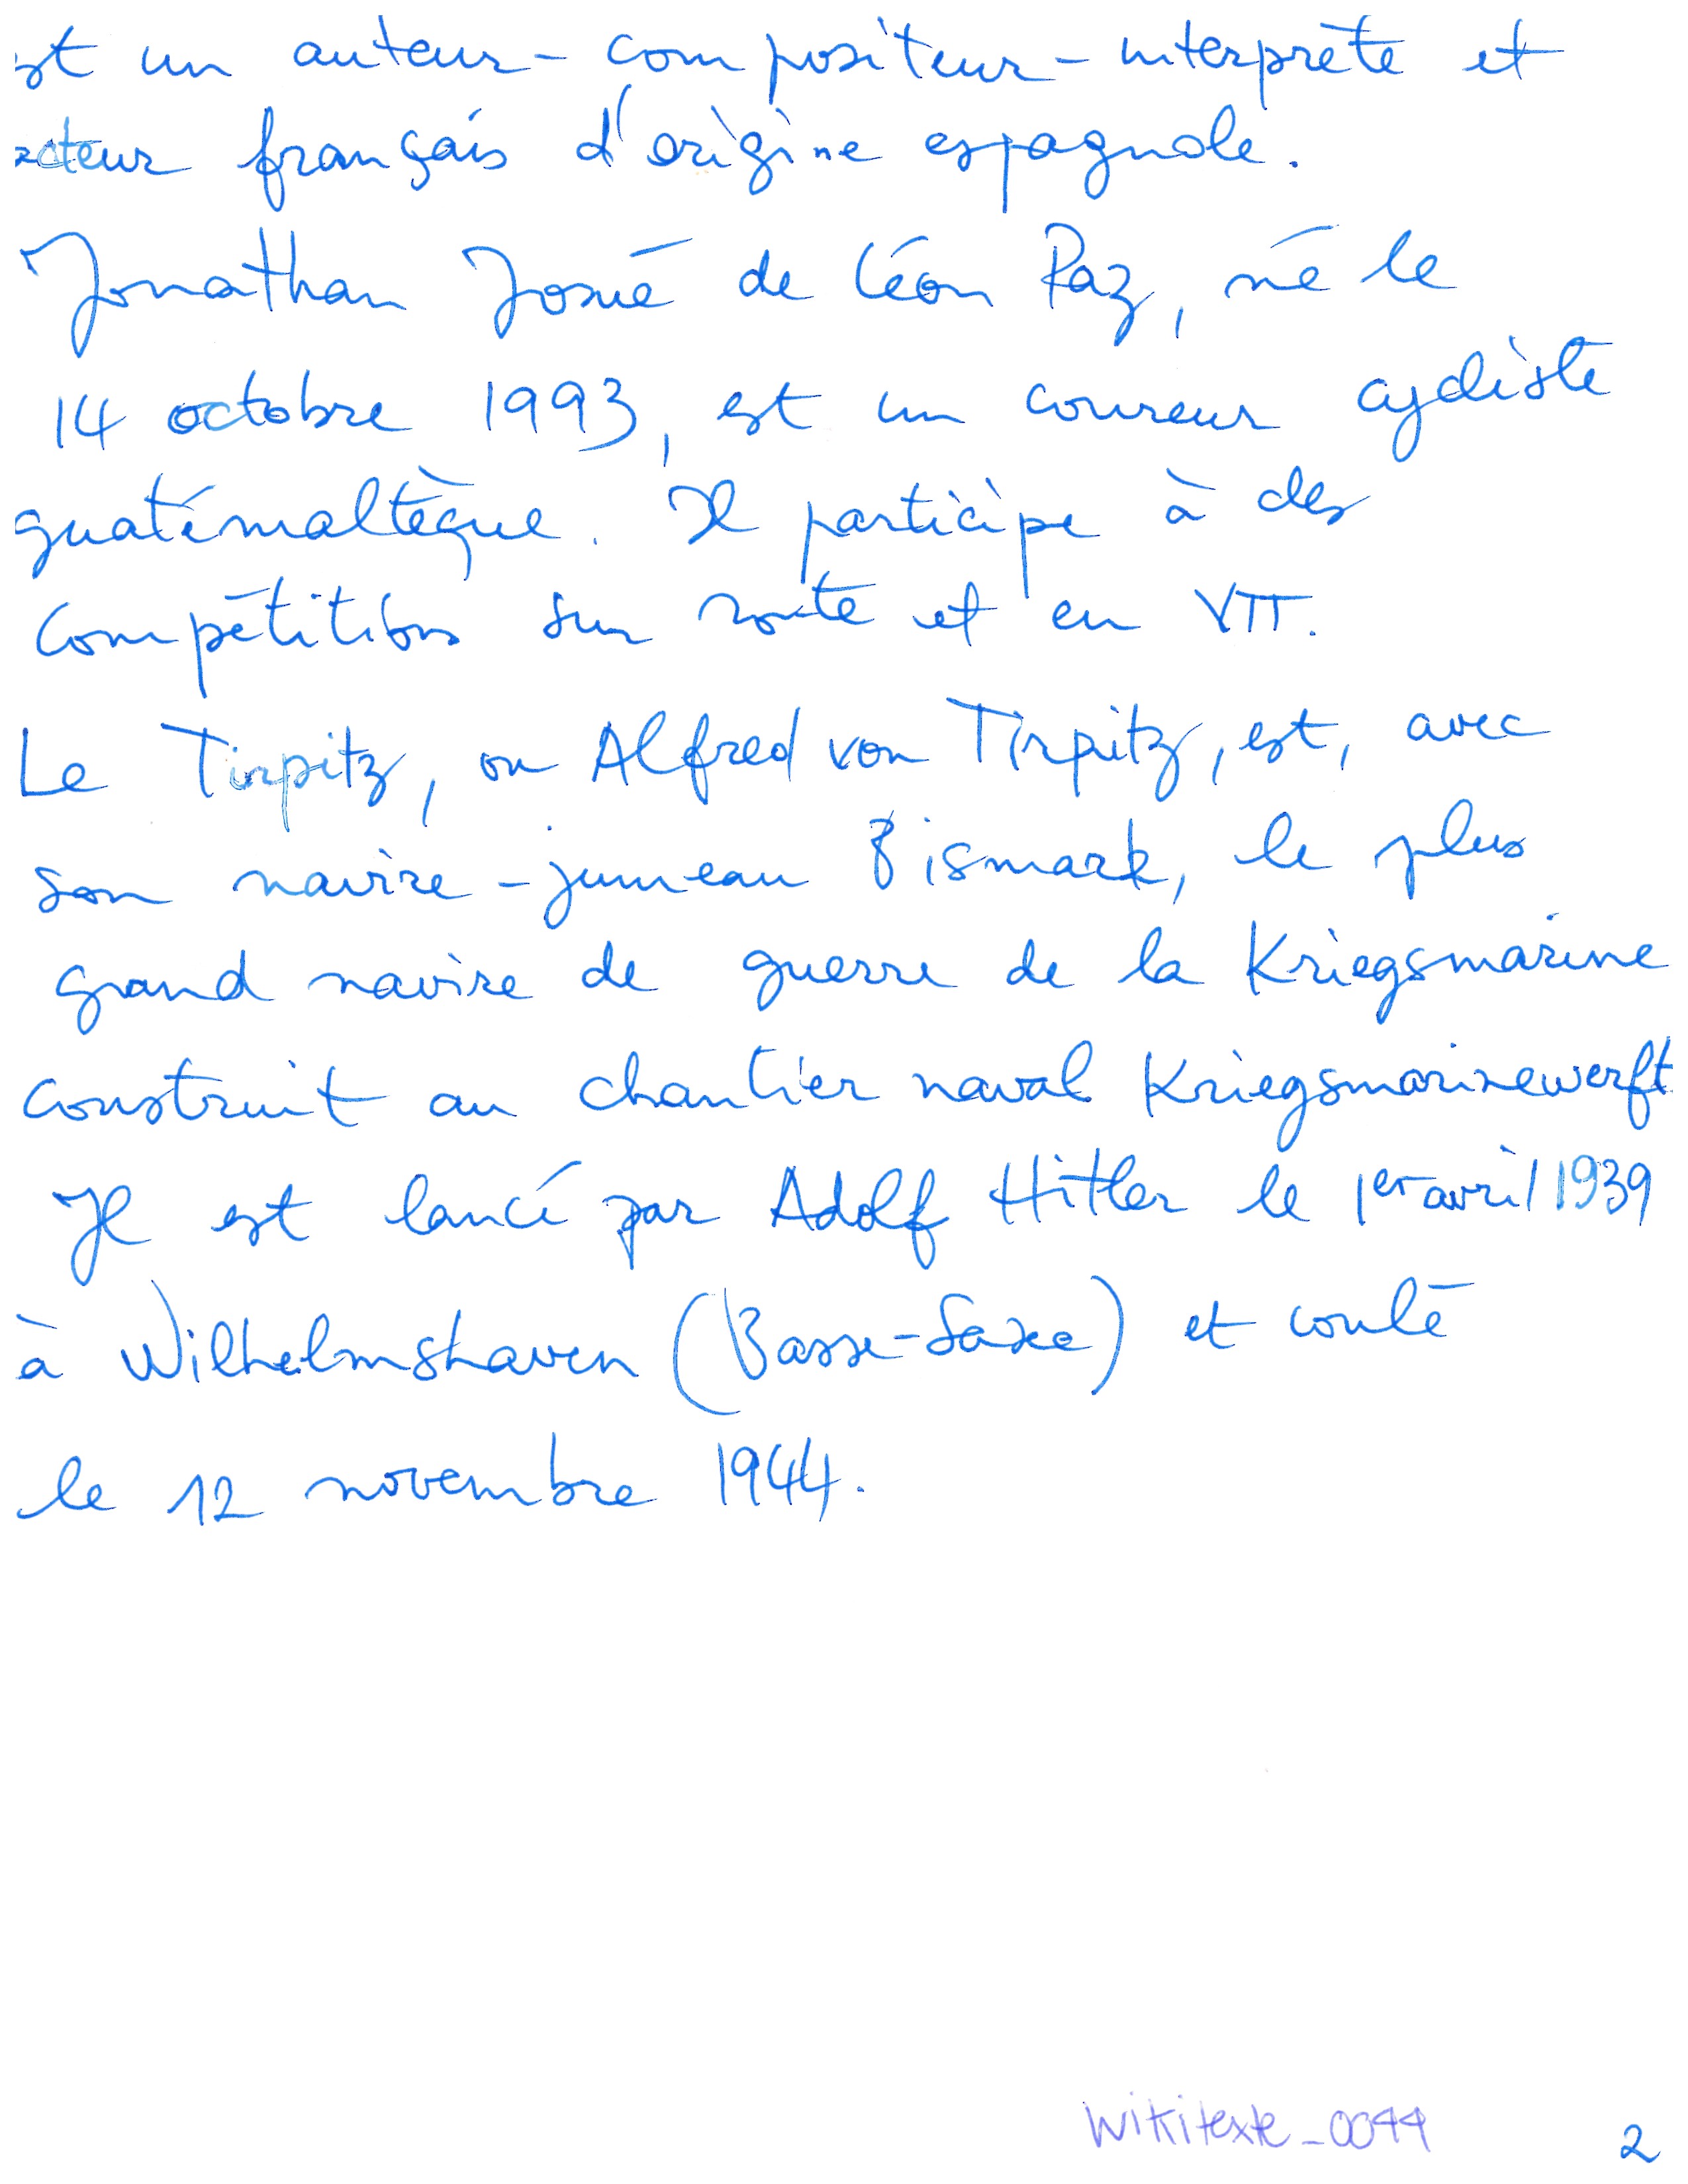 est un auteur-compositeur-interprète et
acteur français d'origine espagnole.
Jonathan Josué de Léon Paz, né le
14 octobre 1993, est un coureur cycliste
guatémaltèque. Il participe à des
compétitions sur route et en VTT.
Le Tirpitz, ou Alfred von Tirpitz, est, avec
son navire-jumeau Bismark, le plus
grand navire de guerre de la Kriegsmarine
construit au chantier naval Kriegsmarinewerft.
Il est lancé par Adolf Hitler le 1er avril 1939
à Wilhelmshaven (Basse-Saxe) et coulé
le 12 novembre 1944.
Wikitexte_0044
2